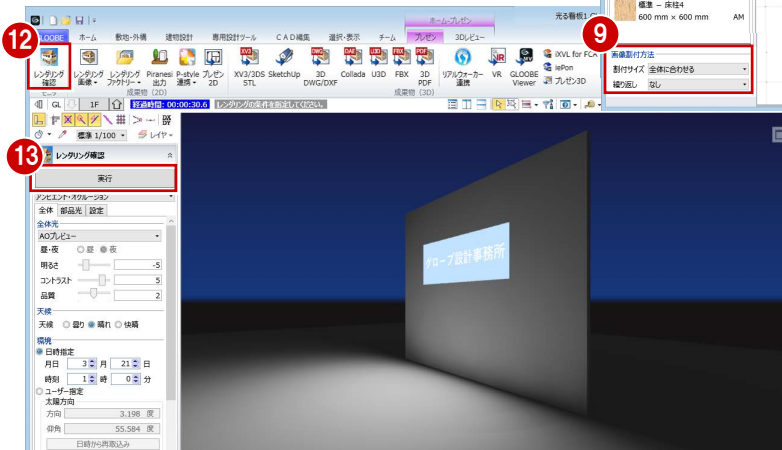 標準 － 床柱4
600 mm × 600 mm AM
9
画像割付方法
割付サイズ 全体に合わせる
繰り返し なし
ホーム-プレゼン
光る看板1.G
12
GLOOBE ホーム 敷地・外構 建物設計 専用設計ツール ＣＡＤ編集 選択・表示 チーム プレゼン 3Dビュー
レンダリング確認 レンダリング画像 レンダリングファクトリー Piranesi出力 P-style連携 プレゼン2D XV3/3DS STL SketchUp 3D DWG/DXF Collada U3D FBX 3D PDF リアルウォーカー連携 VR GLOOBE Viewer
iXVL for FCA
iePon
プレゼン3D
成果物 (2D) 成果物 (3D)
GL 1F 経過時間: 00:00:30.6 レンダリングの条件を指定してください。
標準 1/100 レイヤ
13
レンダリング確認
実行
アンビエント・オクルージョン
全体 部品光 設定
全体光
AOプレビュー
昼・夜 昼 夜
明るさ -5
コントラスト 5
品質 2
天候
天候 曇り 晴れ 快晴
環境
日時指定
月日 3 月 21 日
時刻 1 時 0 分
ユーザー指定
太陽方向
方向 3.198 度
仰角 55.584 度
日時から再取込み
グローブ設計事務所